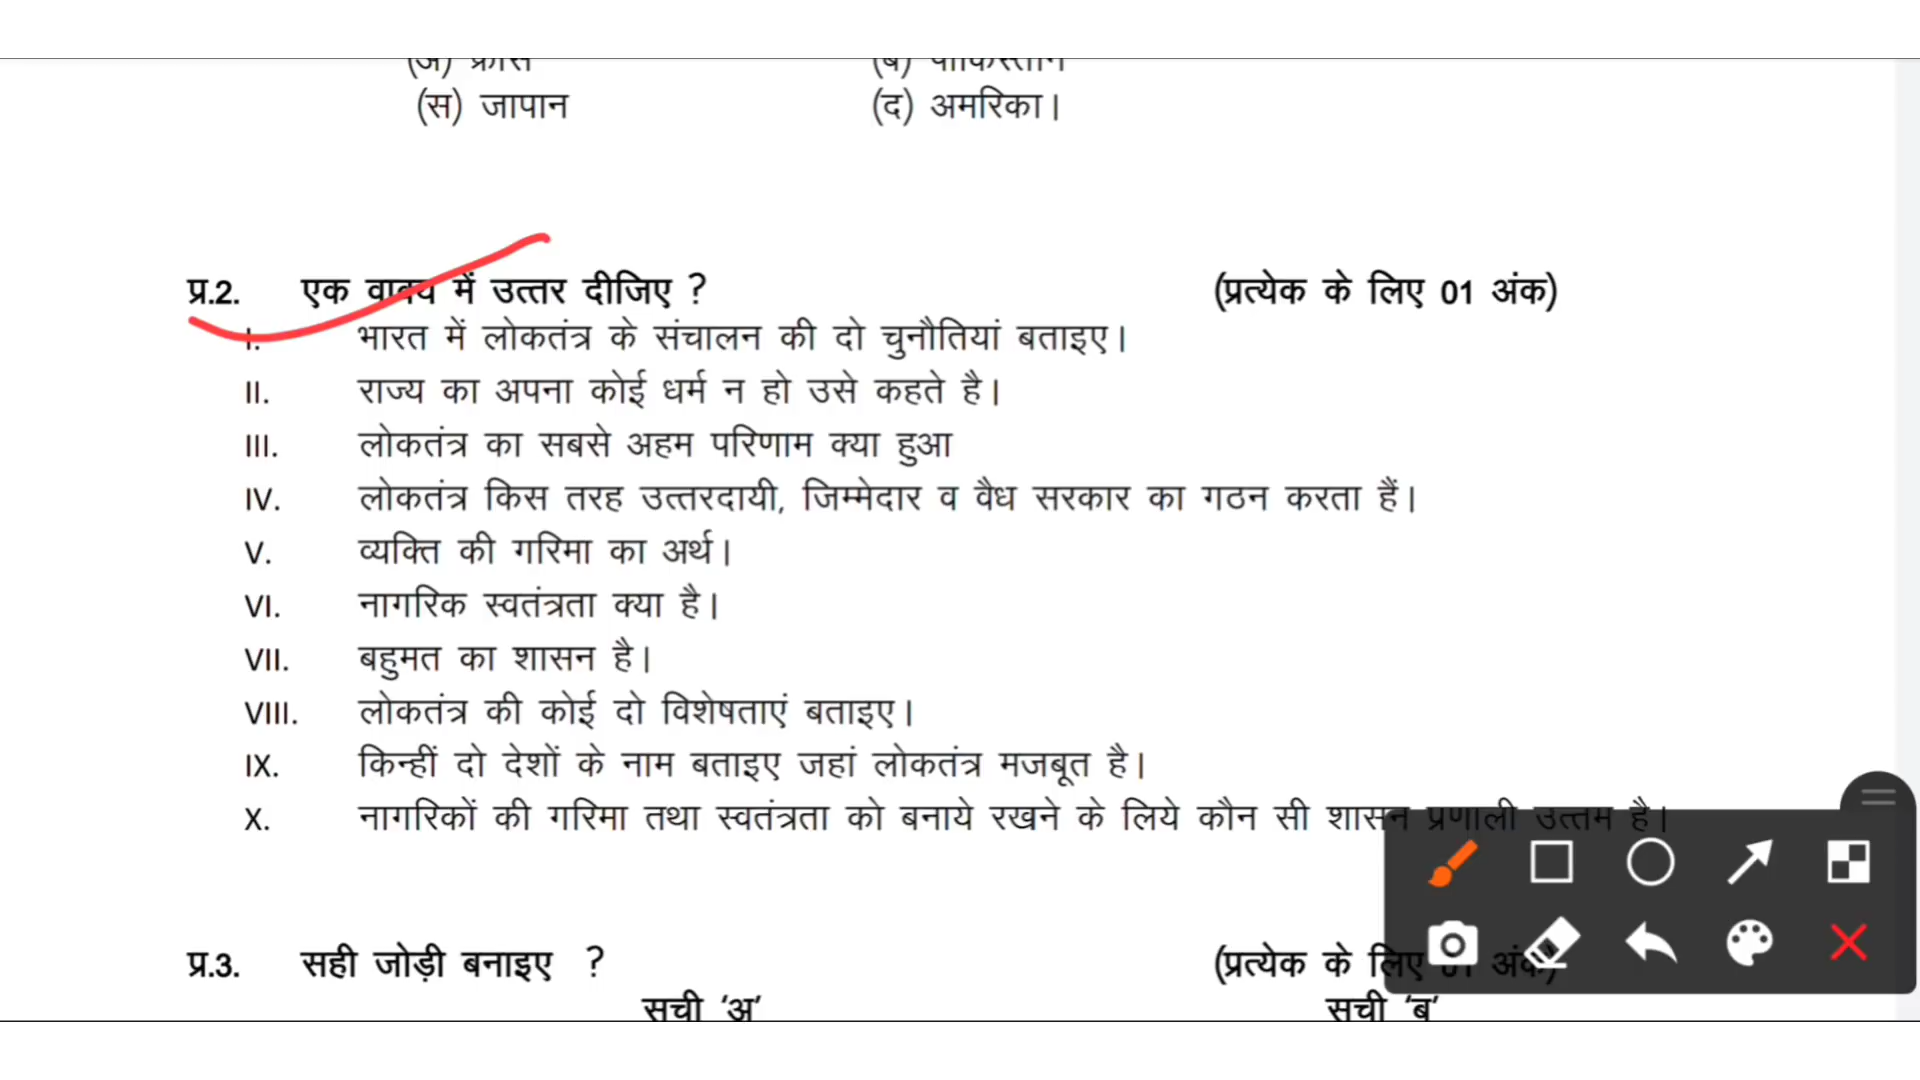 (अ) फ्रांस (ब) पाकिस्तान
(स) जापान (द) अमरिका।
प्र.2. एक वाक्य में उत्तर दीजिए ? (प्रत्येक के लिए 01 अंक)
I. भारत में लोकतंत्र के संचालन की दो चुनौतियां बताइए।
II. राज्य का अपना कोई धर्म न हो उसे कहते है।
III. लोकतंत्र का सबसे अहम परिणाम क्या हुआ
IV. लोकतंत्र किस तरह उत्तरदायी, जिम्मेदार व वैध सरकार का गठन करता हैं।
V. व्यक्ति की गरिमा का अर्थ।
VI. नागरिक स्वतंत्रता क्या है।
VII. बहुमत का शासन है।
VIII. लोकतंत्र की कोई दो विशेषताएं बताइए।
IX. किन्हीं दो देशों के नाम बताइए जहां लोकतंत्र मजबूत है।
X. नागरिकों की गरिमा तथा स्वतंत्रता को बनाये रखने के लिये कौन सी शासन प्रणाली उत्तम है।
प्र.3. सही जोड़ी बनाइए ? (प्रत्येक के लिए 01 अंक)
सूची ‘अ’ सूची ‘ब’